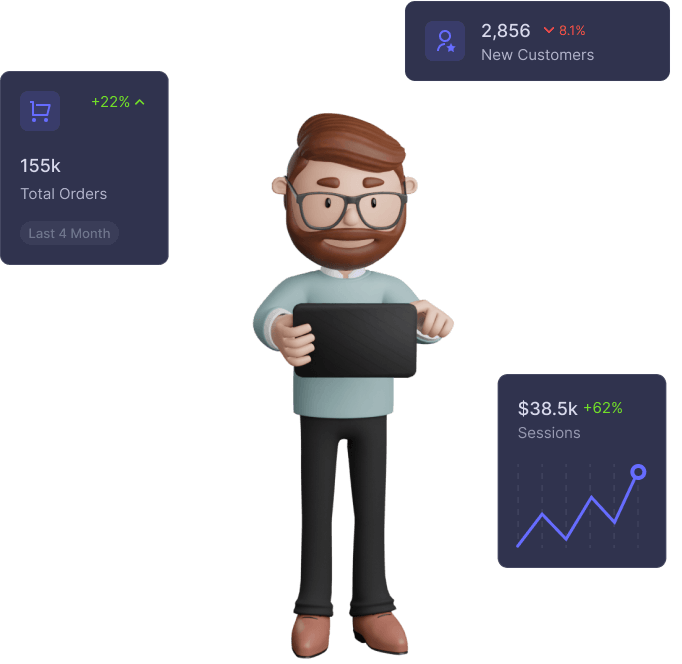 2,856 8.1%
New Customers
+22%
155k
Total Orders
Last 4 Month
$38.5k +62%
Sessions